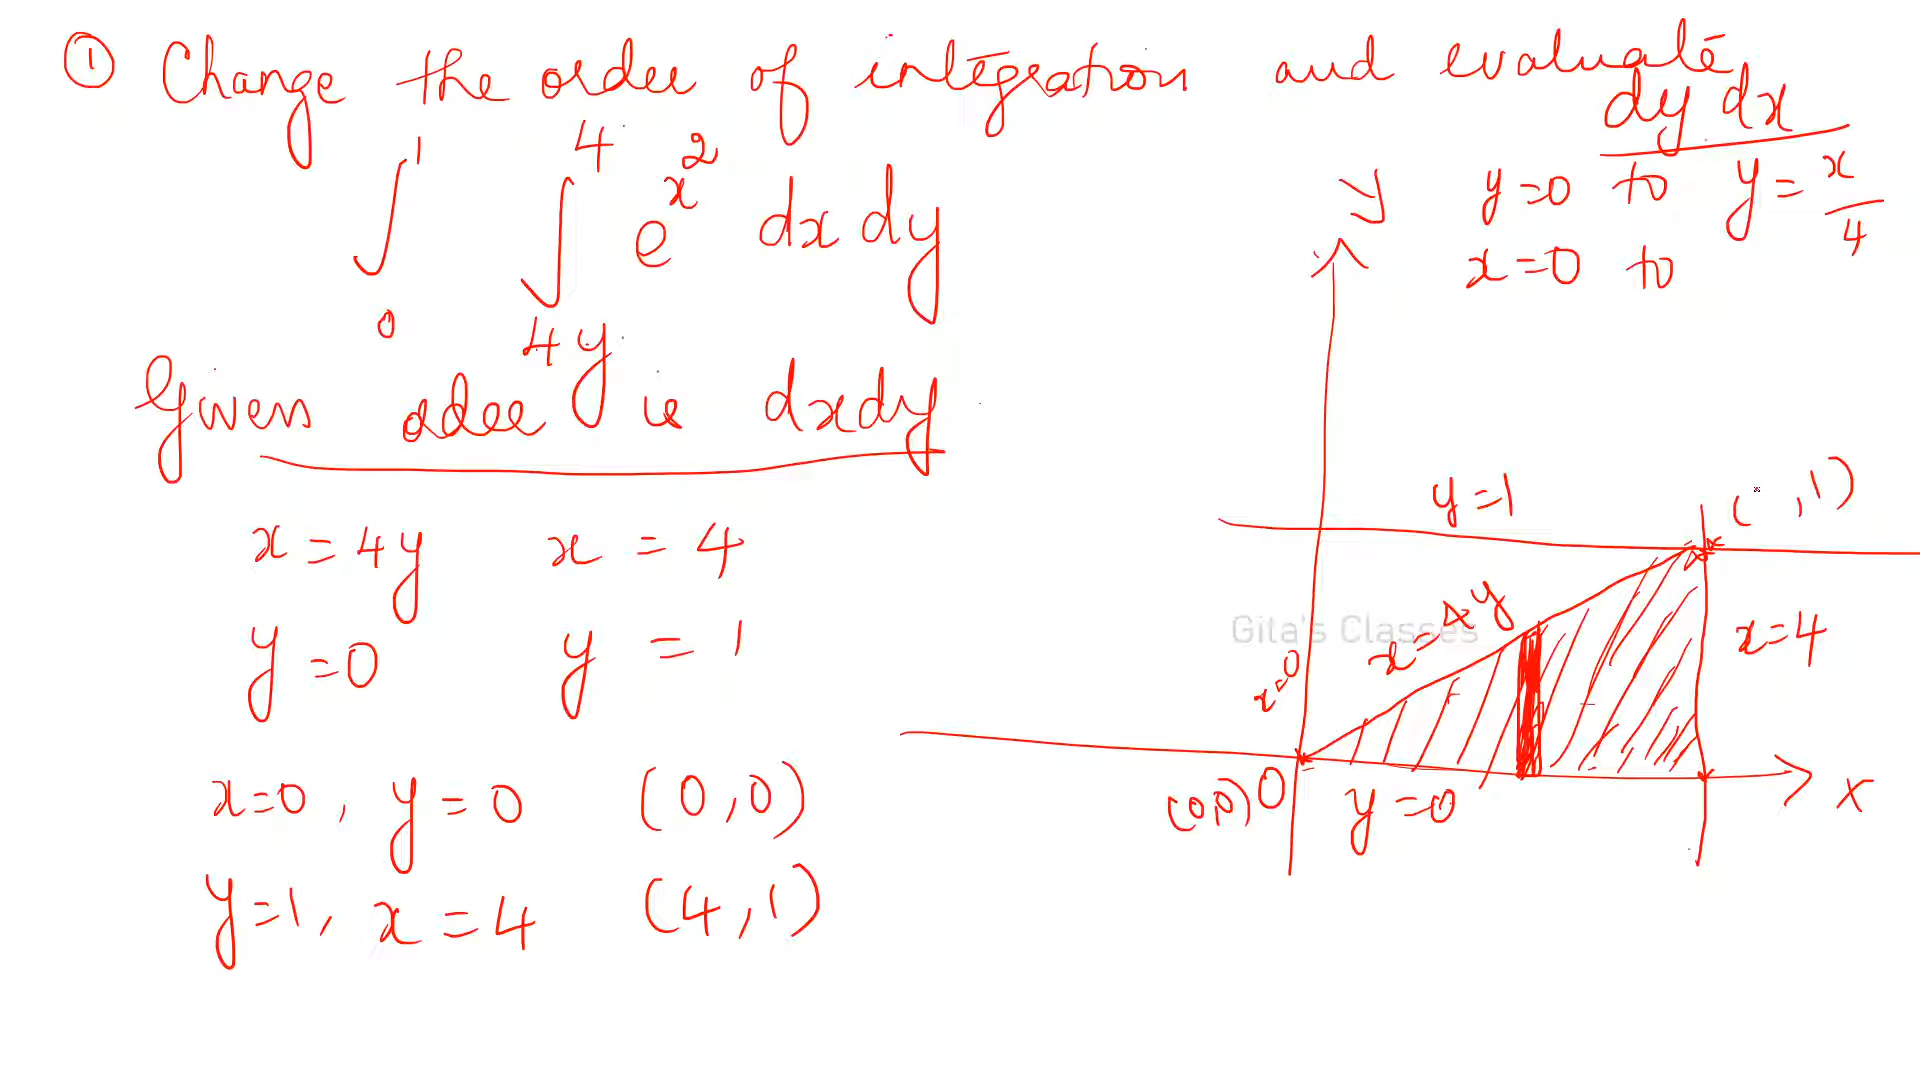 ① Change the order of integration and evaluate
∫₀¹ ∫₄ᵧ⁴ e^x² dx dy
Given order is dxdy
x = 4y x = 4
y = 0 y = 1
x=0, y = 0 (0,0)
y=1, x = 4 (4,1)
dy dx
y=0 to y = x/4
x=0 to
y
y=1
( ,1)
x=4y
Gita's Classes
x=4
x=0
(0,0) O
y=0
x